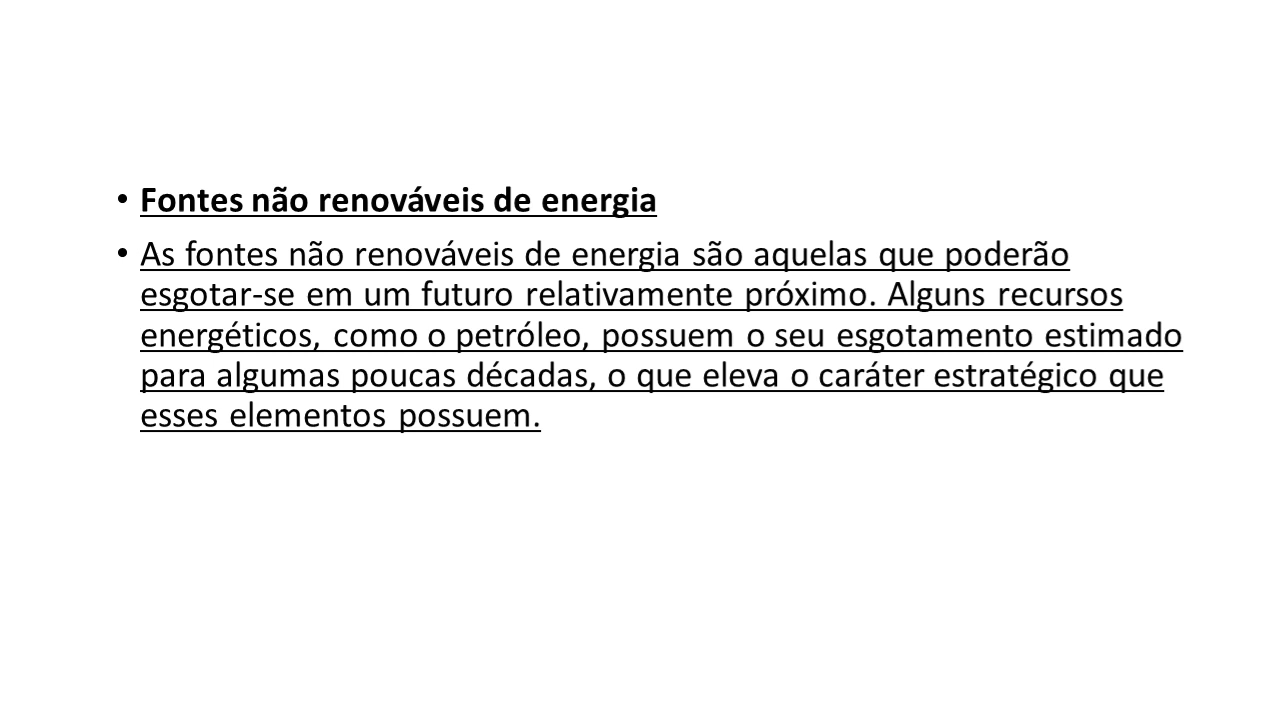 • Fontes não renováveis de energia
• As fontes não renováveis de energia são aquelas que poderão
esgotar-se em um futuro relativamente próximo. Alguns recursos
energéticos, como o petróleo, possuem o seu esgotamento estimado
para algumas poucas décadas, o que eleva o caráter estratégico que
esses elementos possuem.